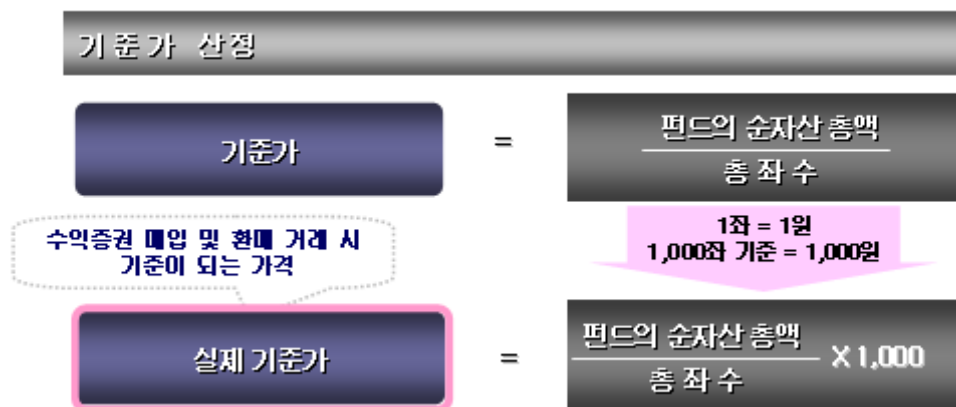 기준가 산정
기준가
=
펀드의 순자산 총액
총 좌 수
수익증권 매입 및 환매 거래 시
기준이 되는 가격
1좌 = 1원
1,000좌 기준 = 1,000원
실제 기준가
=
펀드의 순자산 총액
총 좌 수
X 1,000